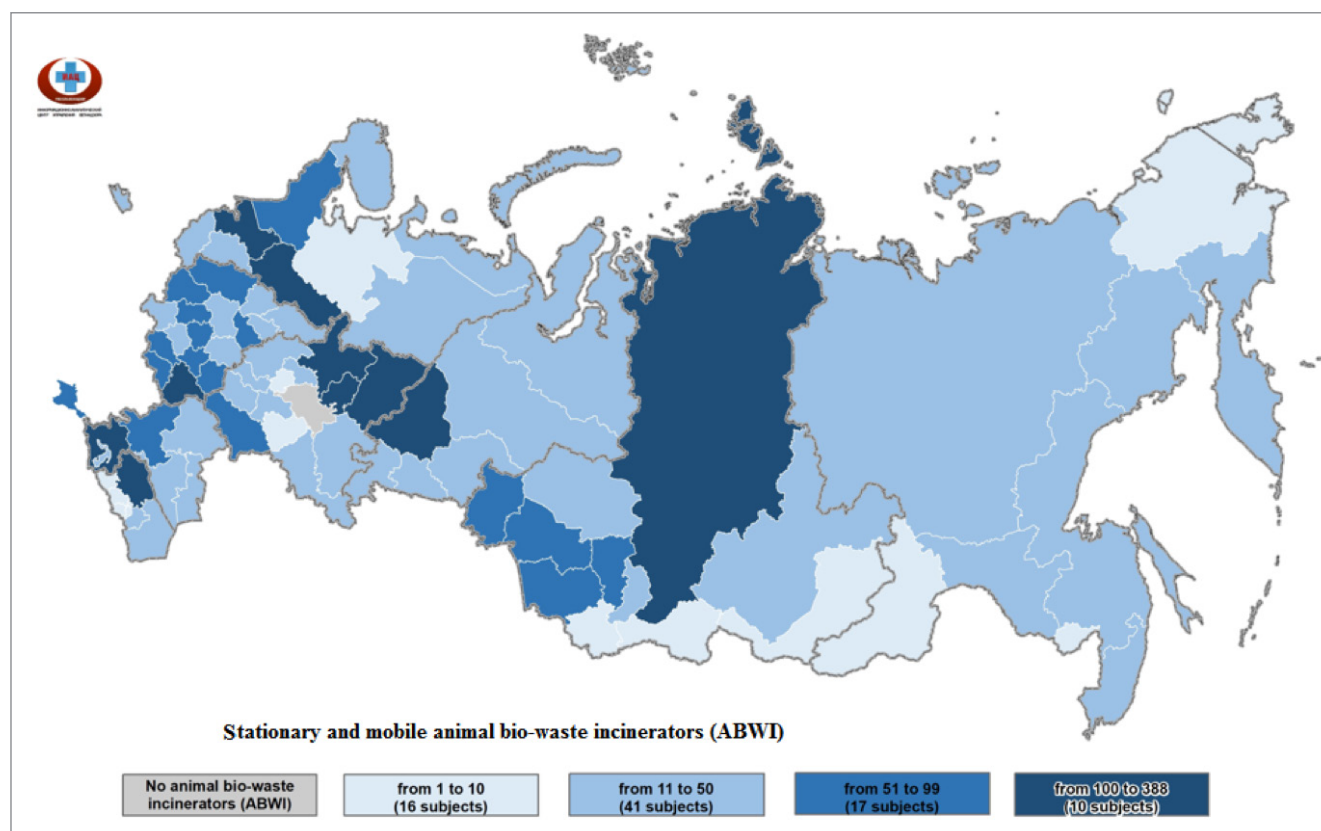 ИАЦ
Stationary and mobile animal bio-waste incinerators (ABWI)
No animal bio-waste
incinerators (ABWI)
from 1 to 10
(16 subjects)
from 11 to 50
(41 subjects)
from 51 to 99
(17 subjects)
from 100 to 388
(10 subjects)